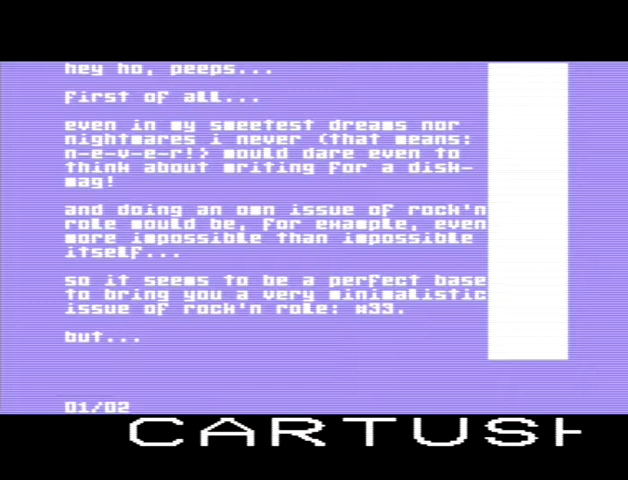 hey ho, peeps...
first of all...
even in my sweetest dreams nor
nightmares i never (that means:
n-e-v-e-r!) would dare even to
think about writing for a disk-
mag!
and doing an own issue of rock'n
role would be, for example, even
more impossible than impossible
itself...
so it seems to be a perfect base
to bring you a very minimalistic
issue of rock'n role: #33.
but...
01/02
CARTUSH